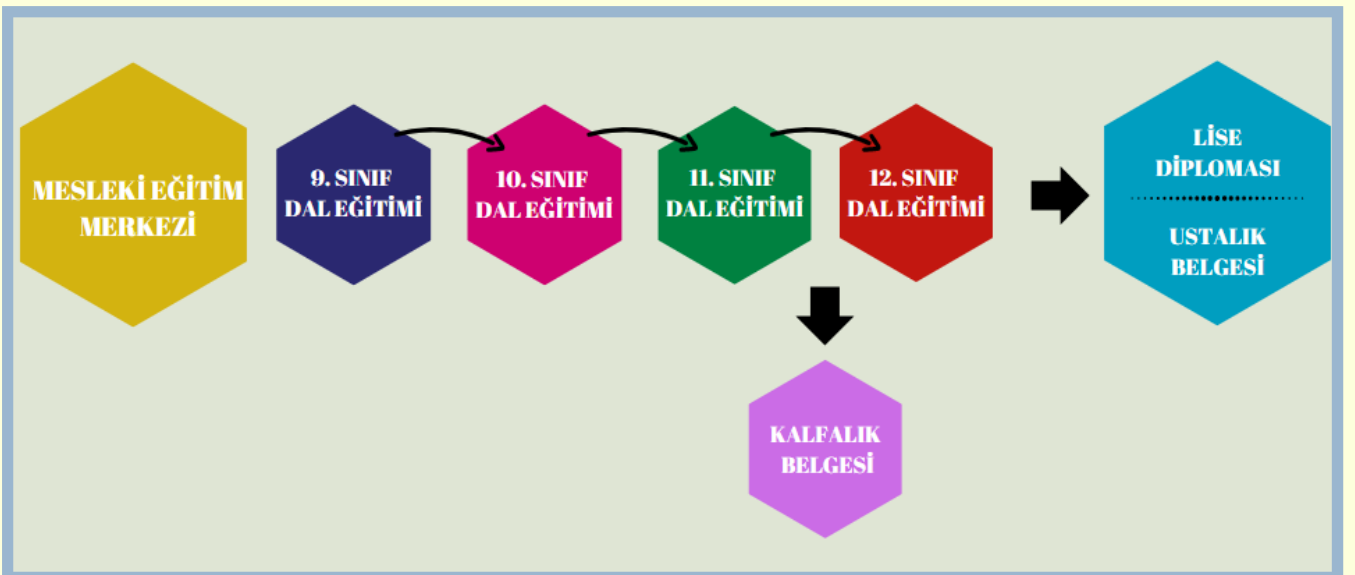 MESLEKİ EĞİTİM
MERKEZİ
9. SINIF
DAL EĞİTİMİ
10. SINIF
DAL EĞİTİMİ
11. SINIF
DAL EĞİTİMİ
12. SINIF
DAL EĞİTİMİ
LİSE
DİPLOMASI
USTALIK
BELGESİ
KALFALIK
BELGESİ